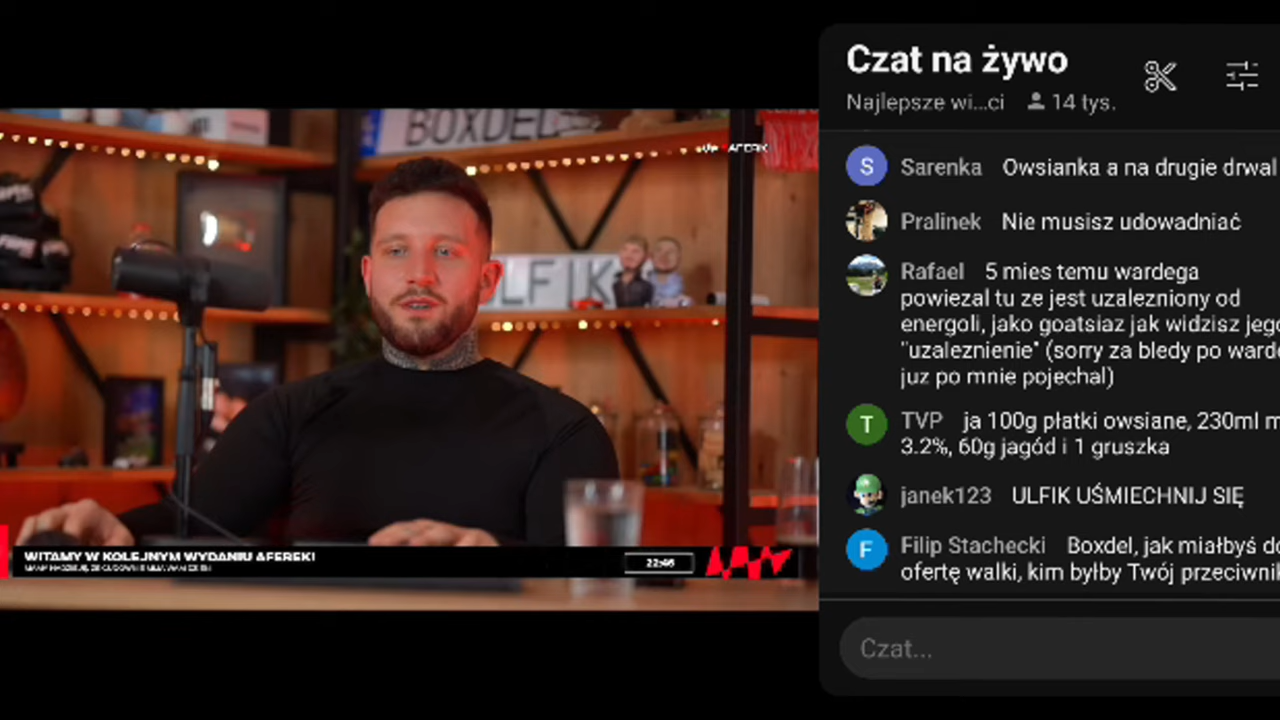 BOXDEL
AFERK
ULFIK
WITAMY W KOLEJNYM WYDANIU AFEREK!
22:46
Czat na żywo
Najlepsze wi...ci 14 tys.
S Sarenka Owsianka a na drugie drwal
Pralinek Nie musisz udowadniać
Rafael 5 mies temu wardega
powiezal tu ze jest uzalezniony od
energoli, jako goatsiaz jak widzisz jego
"uzaleznienie" (sorry za bledy po warde
juz po mnie pojechal)
T TVP ja 100g płatki owsiane, 230ml m
3.2%, 60g jagód i 1 gruszka
janek123 ULFIK UŚMIECHNIJ SIĘ
F Filip Stachecki Boxdel, jak miałbyś do
ofertę walki, kim byłby Twój przeciwnik
Czat...